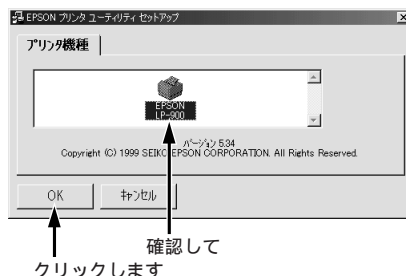 EPSON プリンタ ユーティリティ セットアップ
プリンタ機種
EPSON
LP-900
バージョン 5.34
Copyright (C) 1999 SEIKO EPSON CORPORATION. All Rights Reserved.
OK
キャンセル
確認して
クリックします